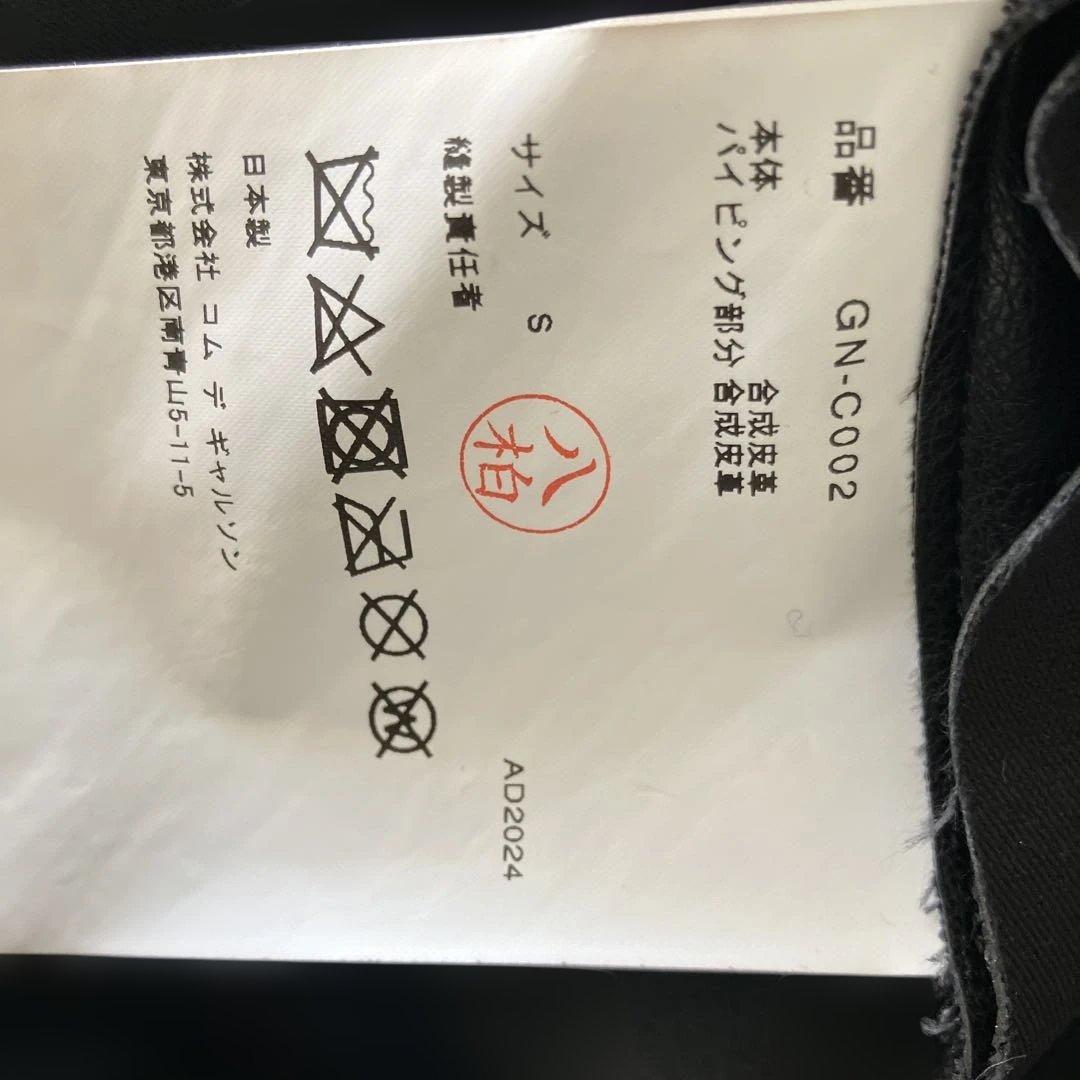 品番 GN-C002
本体 合成皮革
パイピング部分 合成皮革
サイズ S
縫製責任者 八柏
AD2024
日本製
株式会社 コム デ ギャルソン
東京都港区南青山5-11-5